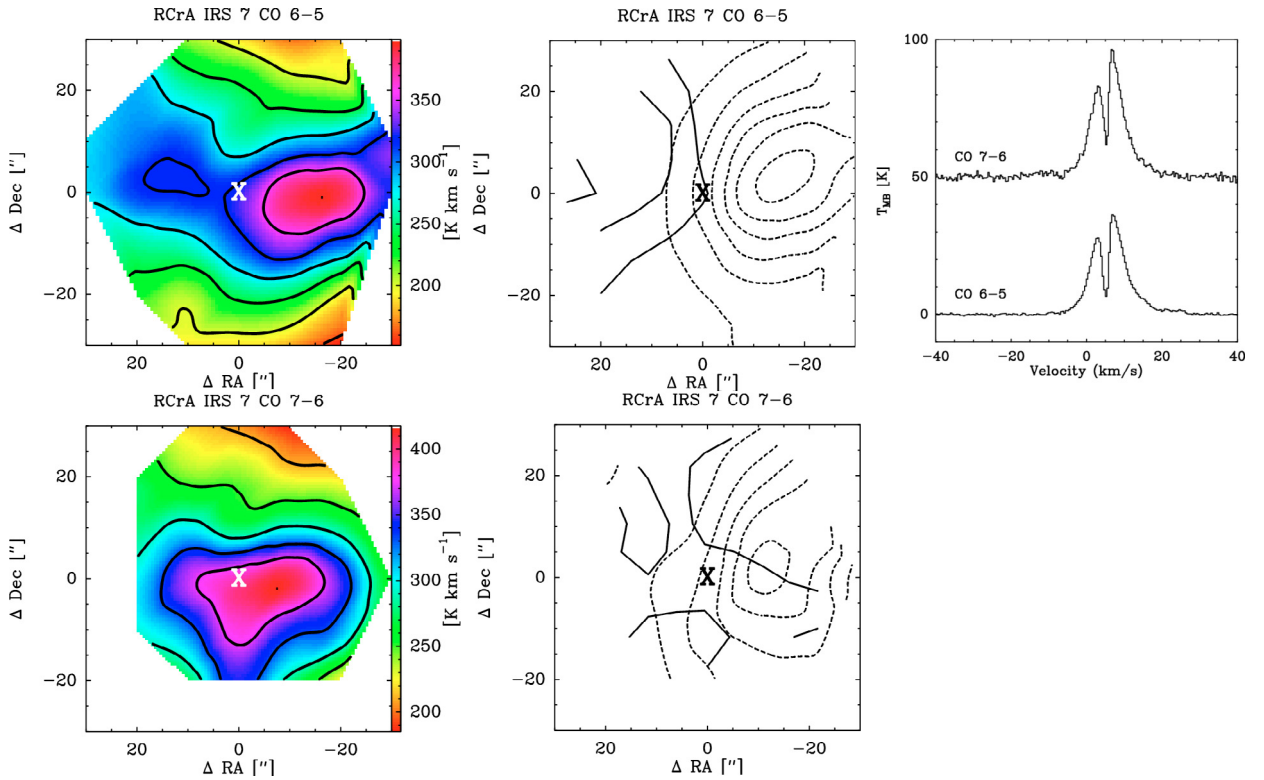 RCrA IRS 7 CO 6−5
20
0
−20
Δ Dec ["]
20
0
−20
Δ RA ["]
350
300
250
200
[K km s⁻¹]
RCrA IRS 7 CO 6−5
20
0
−20
Δ Dec ["]
X
X
20
0
−20
Δ RA ["]
100
50
0
T_MB [K]
CO 7−6
CO 6−5
−40
−20
0
20
40
Velocity (km/s)
RCrA IRS 7 CO 7−6
20
0
−20
Δ Dec ["]
X
20
0
−20
Δ RA ["]
400
350
300
250
200
[K km s⁻¹]
RCrA IRS 7 CO 7−6
20
0
−20
Δ Dec ["]
X
20
0
−20
Δ RA ["]